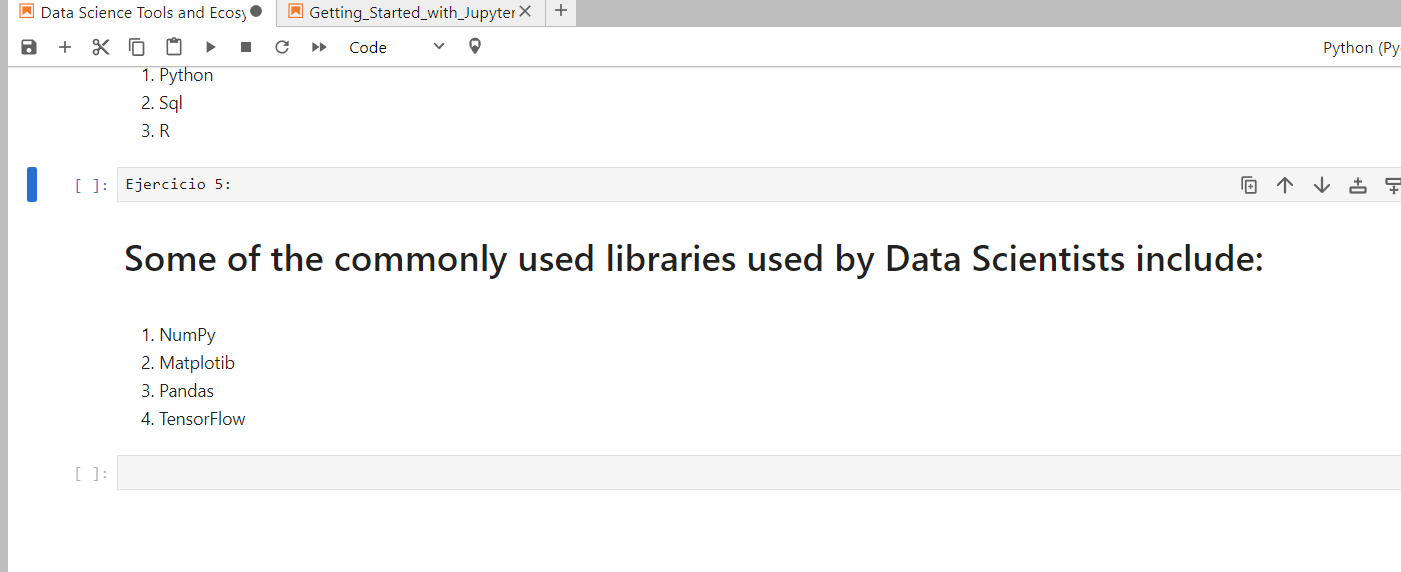 Data Science Tools and Ecosy
Getting_Started_with_Jupyter
Code
Python (Py
1. Python
2. Sql
3. R
[ ]:
Ejercicio 5:
Some of the commonly used libraries used by Data Scientists include:
1. NumPy
2. Matplotib
3. Pandas
4. TensorFlow
[ ]: